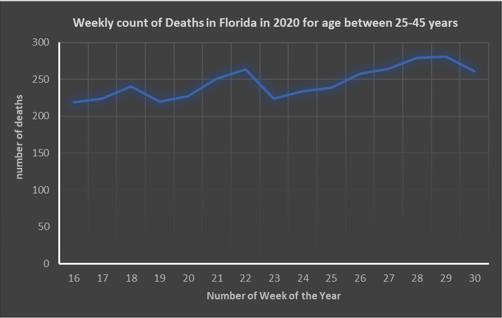 Weekly count of Deaths in Florida in 2020 for age between 25-45 years
300
250
200
150
100
50
0
number of deaths
16 17 18 19 20 21 22 23 24 25 26 27 28 29 30
Number of Week of the Year